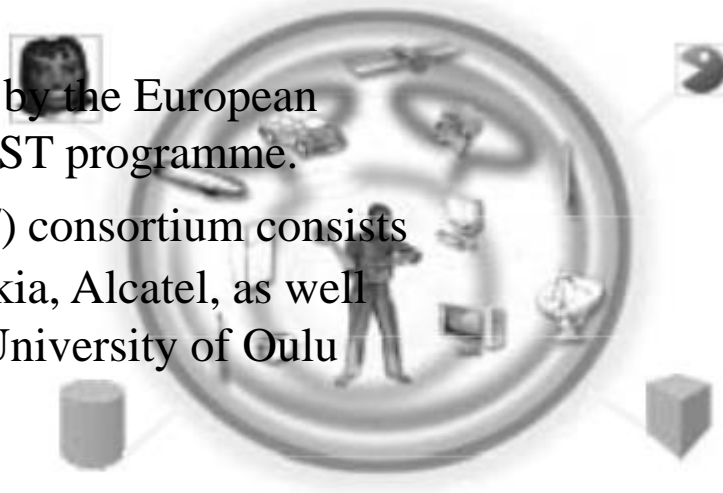 by the European
ST programme.
) consortium consists
kia, Alcatel, as well
University of Oulu